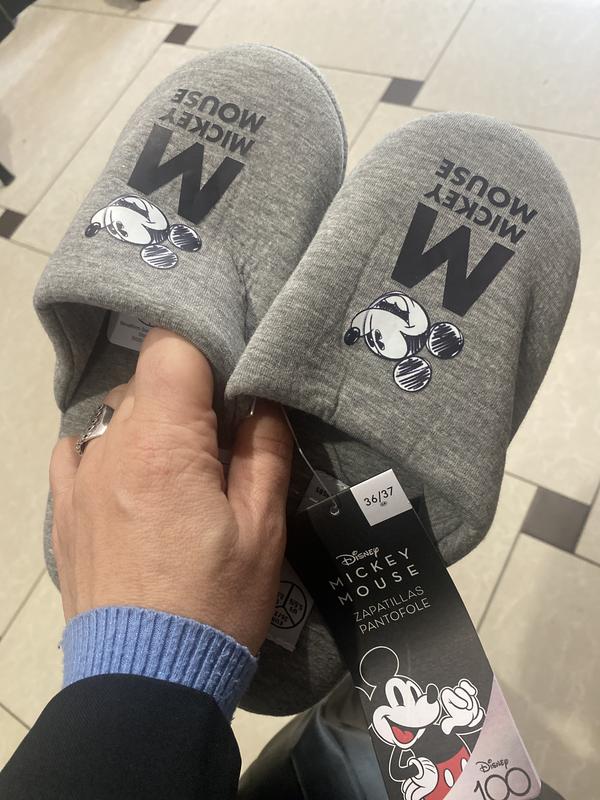 MICKEY
MOUSE
M
MICKEY
MOUSE
M
36/37
Disney
MICKEY
MOUSE
ZAPATILLAS
PANTOFOLE
Disney
100